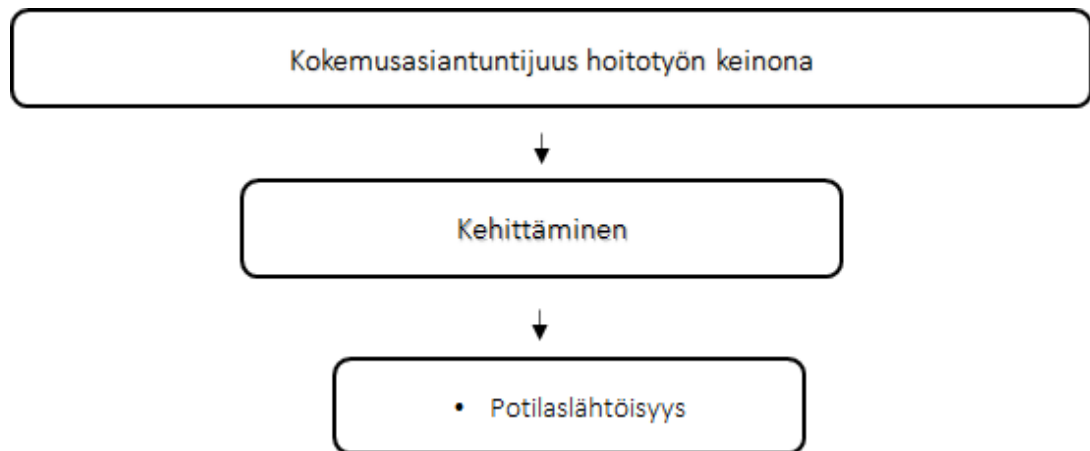 Kokemusasiantuntijuus hoitotyön keinona
Kehittäminen
• Potilaslähtöisyys